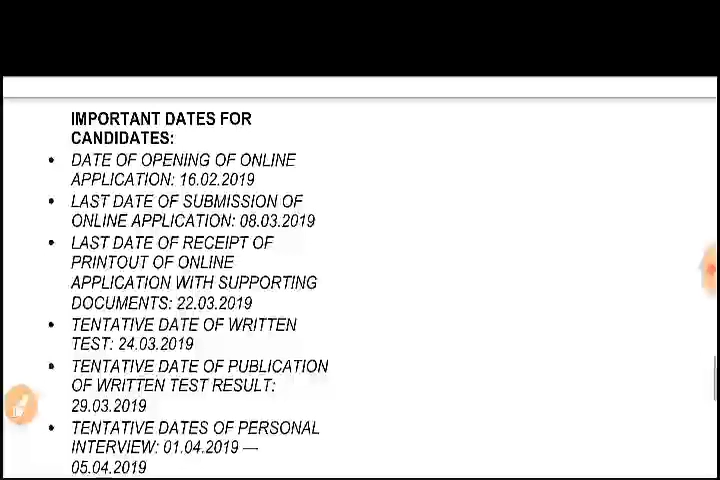 IMPORTANT DATES FOR
CANDIDATES:
• DATE OF OPENING OF ONLINE
APPLICATION: 16.02.2019
• LAST DATE OF SUBMISSION OF
ONLINE APPLICATION: 08.03.2019
• LAST DATE OF RECEIPT OF
PRINTOUT OF ONLINE
APPLICATION WITH SUPPORTING
DOCUMENTS: 22.03.2019
• TENTATIVE DATE OF WRITTEN
TEST: 24.03.2019
• TENTATIVE DATE OF PUBLICATION
OF WRITTEN TEST RESULT:
29.03.2019
• TENTATIVE DATES OF PERSONAL
INTERVIEW: 01.04.2019 —
05.04.2019